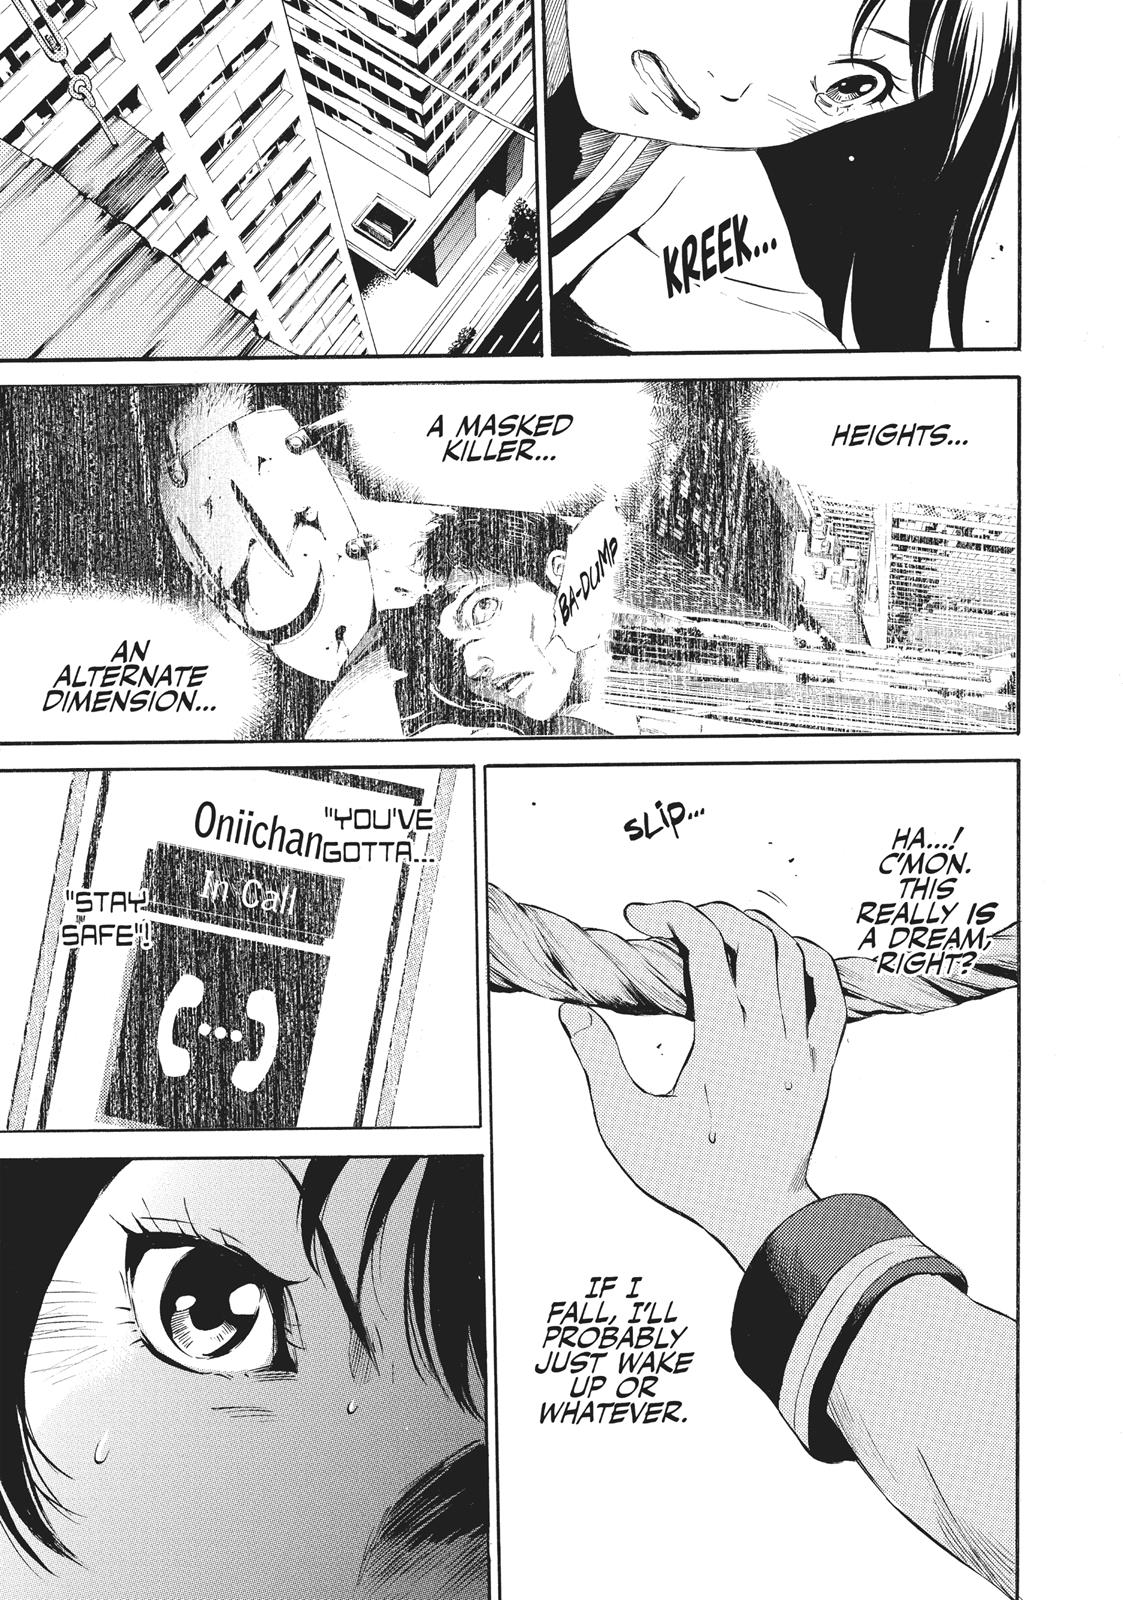 KREEK...
HEIGHTS...
A MASKED
KILLER...
BA-DUMP
AN
ALTERNATE
DIMENSION...
HA...!
C'MON.
THIS
REALLY IS
A DREAM,
RIGHT?
SLIP...
IF I
FALL, I'LL
PROBABLY
JUST WAKE
UP OR
WHATEVER.
Oniichan
In Call
"YOU'VE
GOTTA...
"STAY
SAFE"!